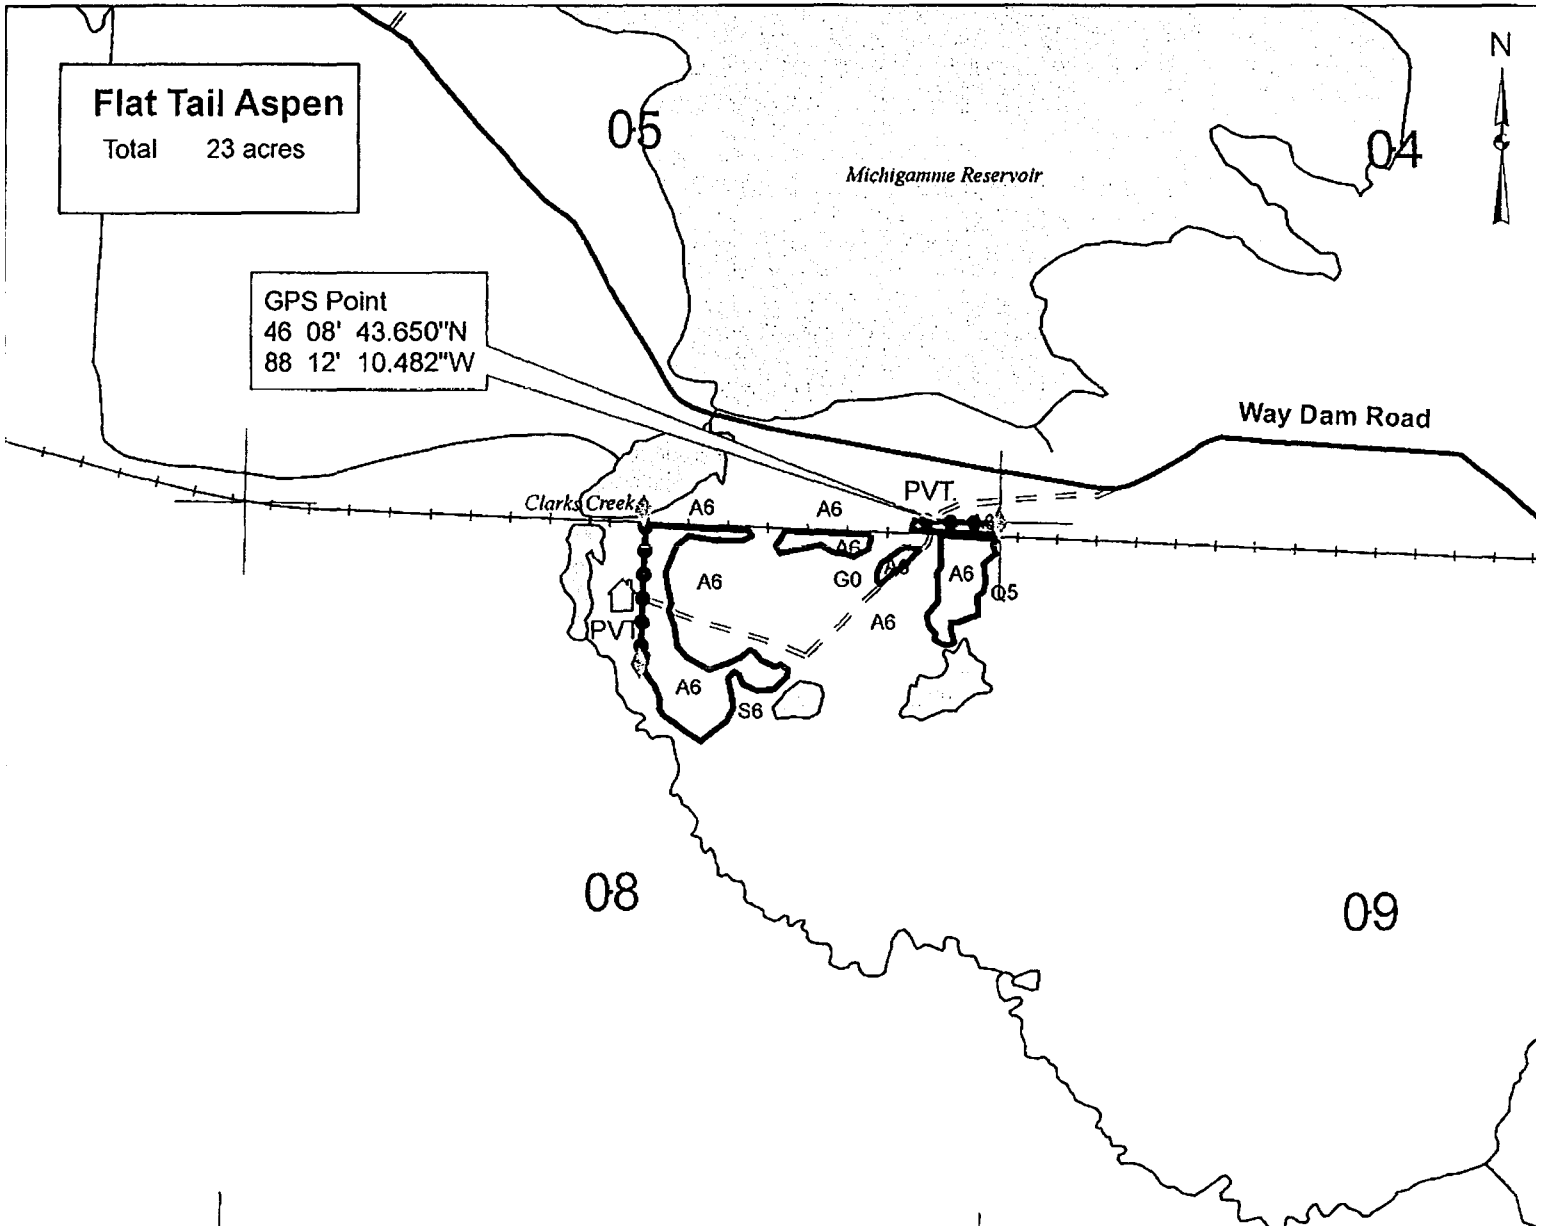 N
Flat Tail Aspen
Total 23 acres
05
04
Michigamme Reservoir
GPS Point
46 08' 43.650"N
88 12' 10.482"W
Way Dam Road
PVT
Clarks Creek
A6
A6
A6
A6
G0
A6
Q5
A6
PVT
A6
A6
S6
08
09